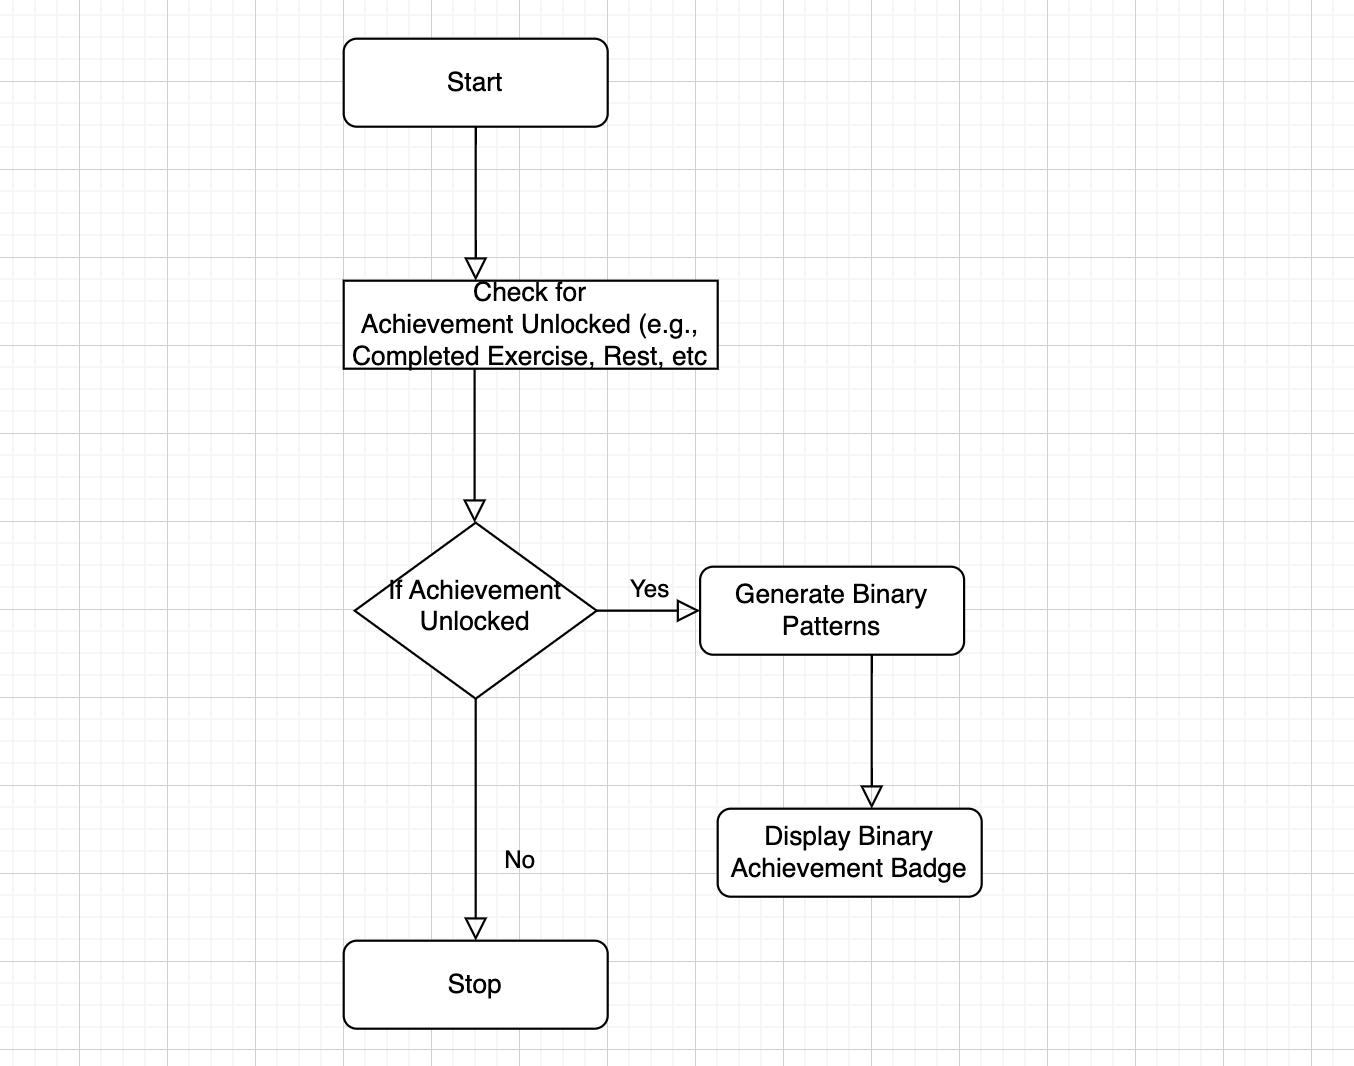 Start
Check for
Achievement Unlocked (e.g.,
Completed Exercise, Rest, etc
If Achievement
Unlocked
Yes
Generate Binary
Patterns
Display Binary
Achievement Badge
No
Stop